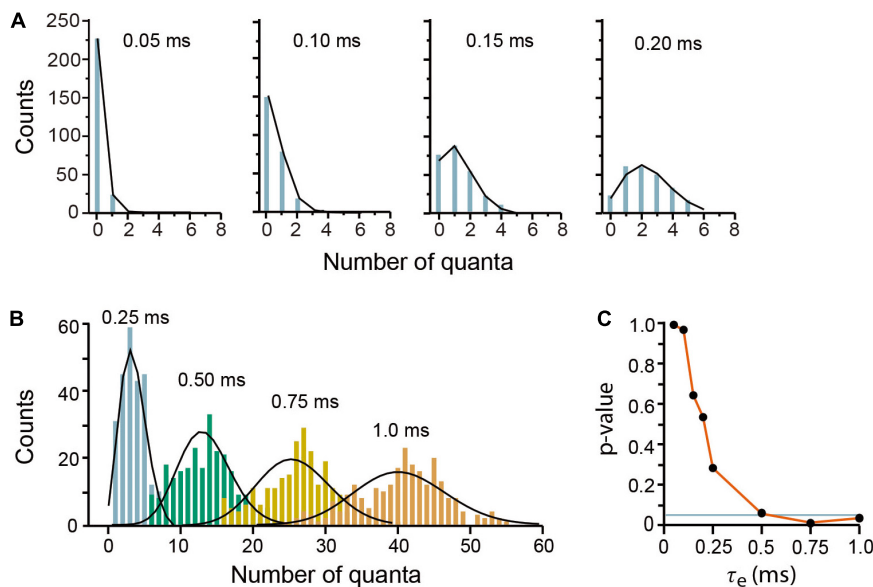 A
0.05 ms
0.10 ms
0.15 ms
0.20 ms
Counts
250
200
150
100
50
0
0 2 4 6 8
0 2 4 6 8
0 2 4 6 8
0 2 4 6 8
Number of quanta
B
0.25 ms
0.50 ms
0.75 ms
1.0 ms
Counts
60
40
20
0
0 10 20 30 40 50 60
Number of quanta
C
p-value
1.0
0.8
0.6
0.4
0.2
0
0 0.25 0.5 0.75 1.0
τe (ms)